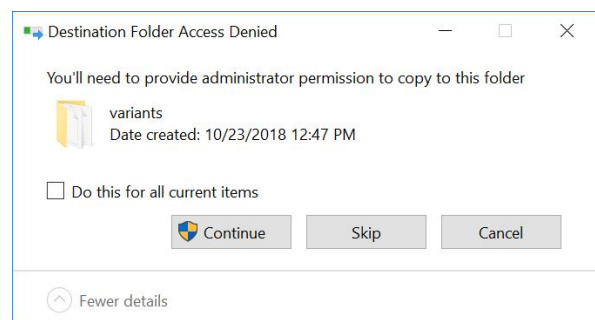 Destination Folder Access Denied
You'll need to provide administrator permission to copy to this folder
variants
Date created: 10/23/2018 12:47 PM
Do this for all current items
Continue Skip Cancel
Fewer details